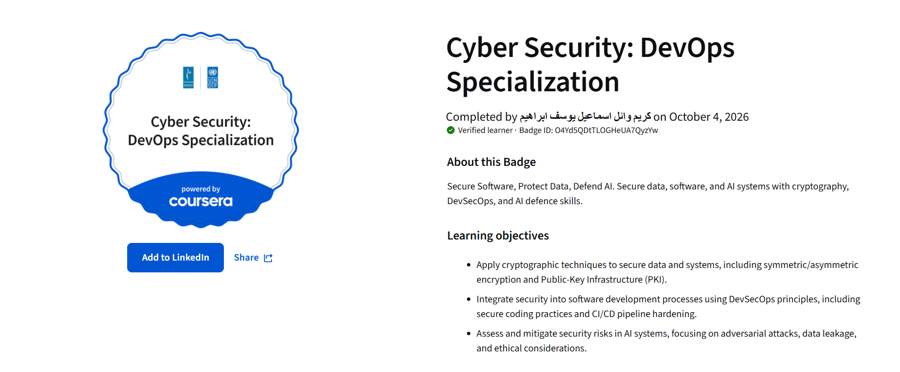 Cyber Security:
DevOps Specialization
powered by
coursera
Add to LinkedIn
Share
Cyber Security: DevOps
Specialization
Completed by كريم وائل اسماعيل يوسف ابراهيم on October 4, 2026
Verified learner · Badge ID: O4Yd5QDtTLOGHeUA7QyzYw
About this Badge
Secure Software, Protect Data, Defend AI. Secure data, software, and AI systems with cryptography,
DevSecOps, and AI defence skills.
Learning objectives
• Apply cryptographic techniques to secure data and systems, including symmetric/asymmetric
encryption and Public-Key Infrastructure (PKI).
• Integrate security into software development processes using DevSecOps principles, including
secure coding practices and CI/CD pipeline hardening.
• Assess and mitigate security risks in AI systems, focusing on adversarial attacks, data leakage,
and ethical considerations.